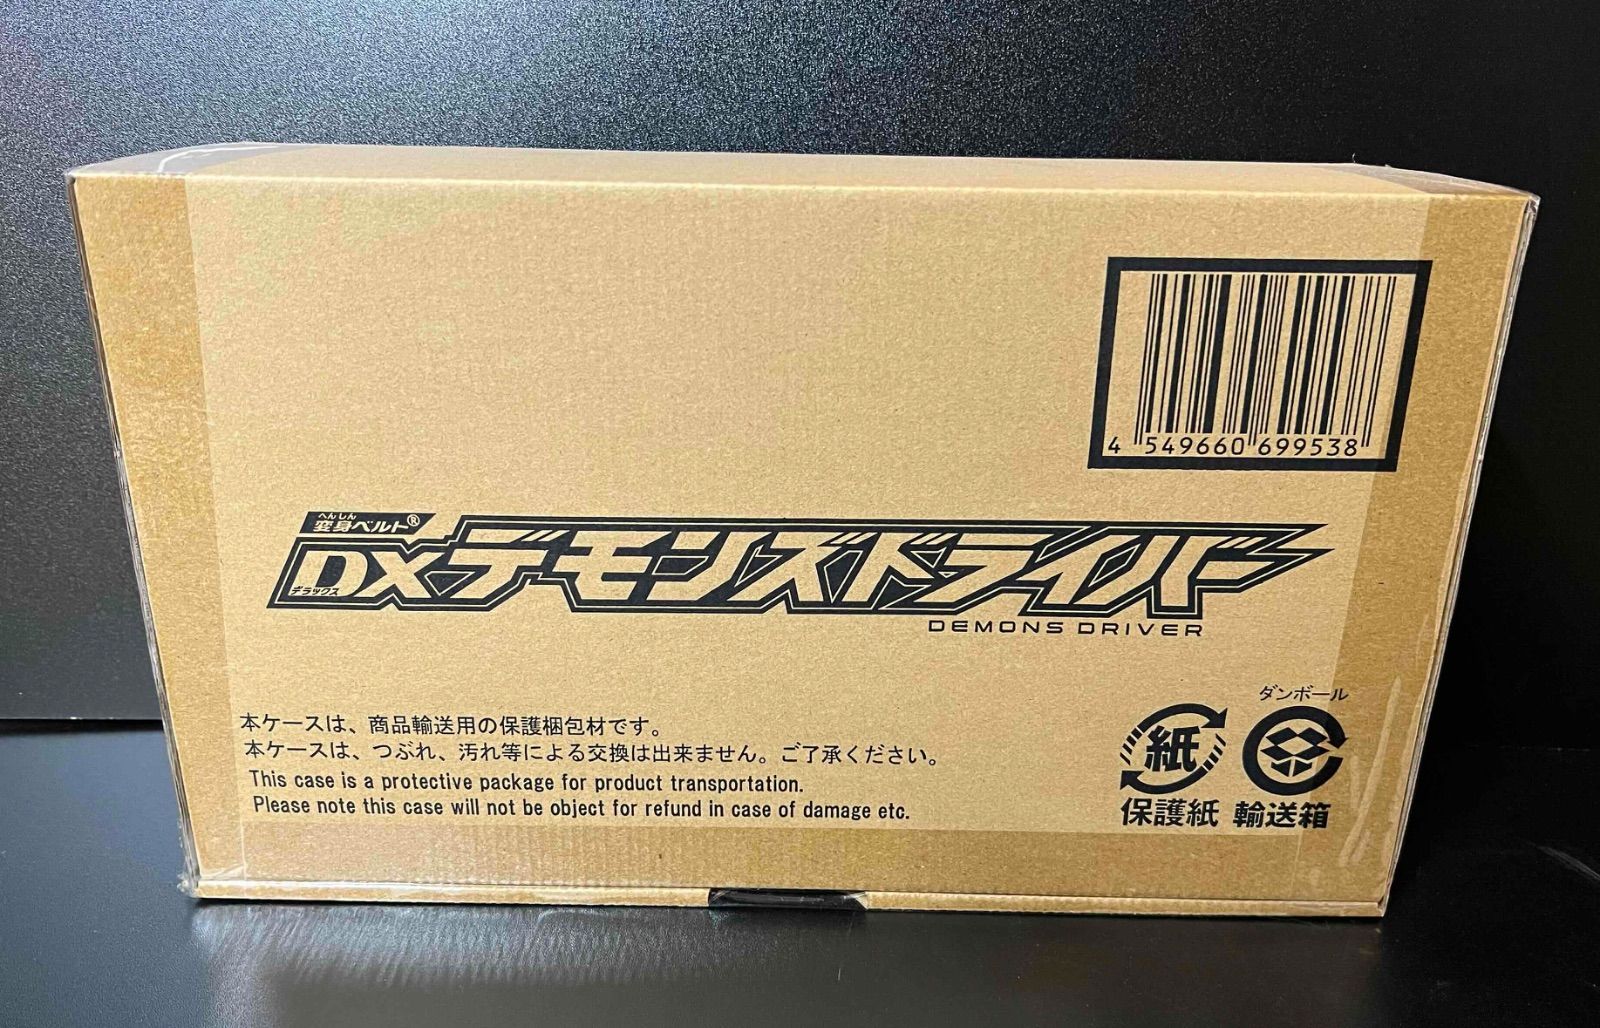 4 549660 699538
へんしん
変身ベルト®
DXデモンズドライバー
デラックス
DEMONS DRIVER
本ケースは、商品輸送用の保護梱包材です。
本ケースは、つぶれ、汚れ等による交換は出来ません。ご了承ください。
This case is a protective package for product transportation.
Please note this case will not be object for refund in case of damage etc.
ダンボール
紙
保護紙 輸送箱